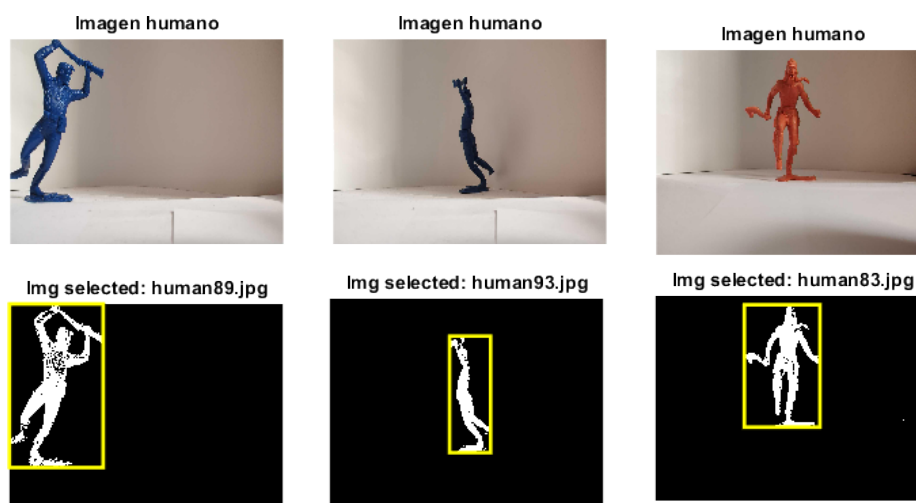 Imagen humano
Imagen humano
Imagen humano
Img selected: human89.jpg
Img selected: human93.jpg
Img selected: human83.jpg